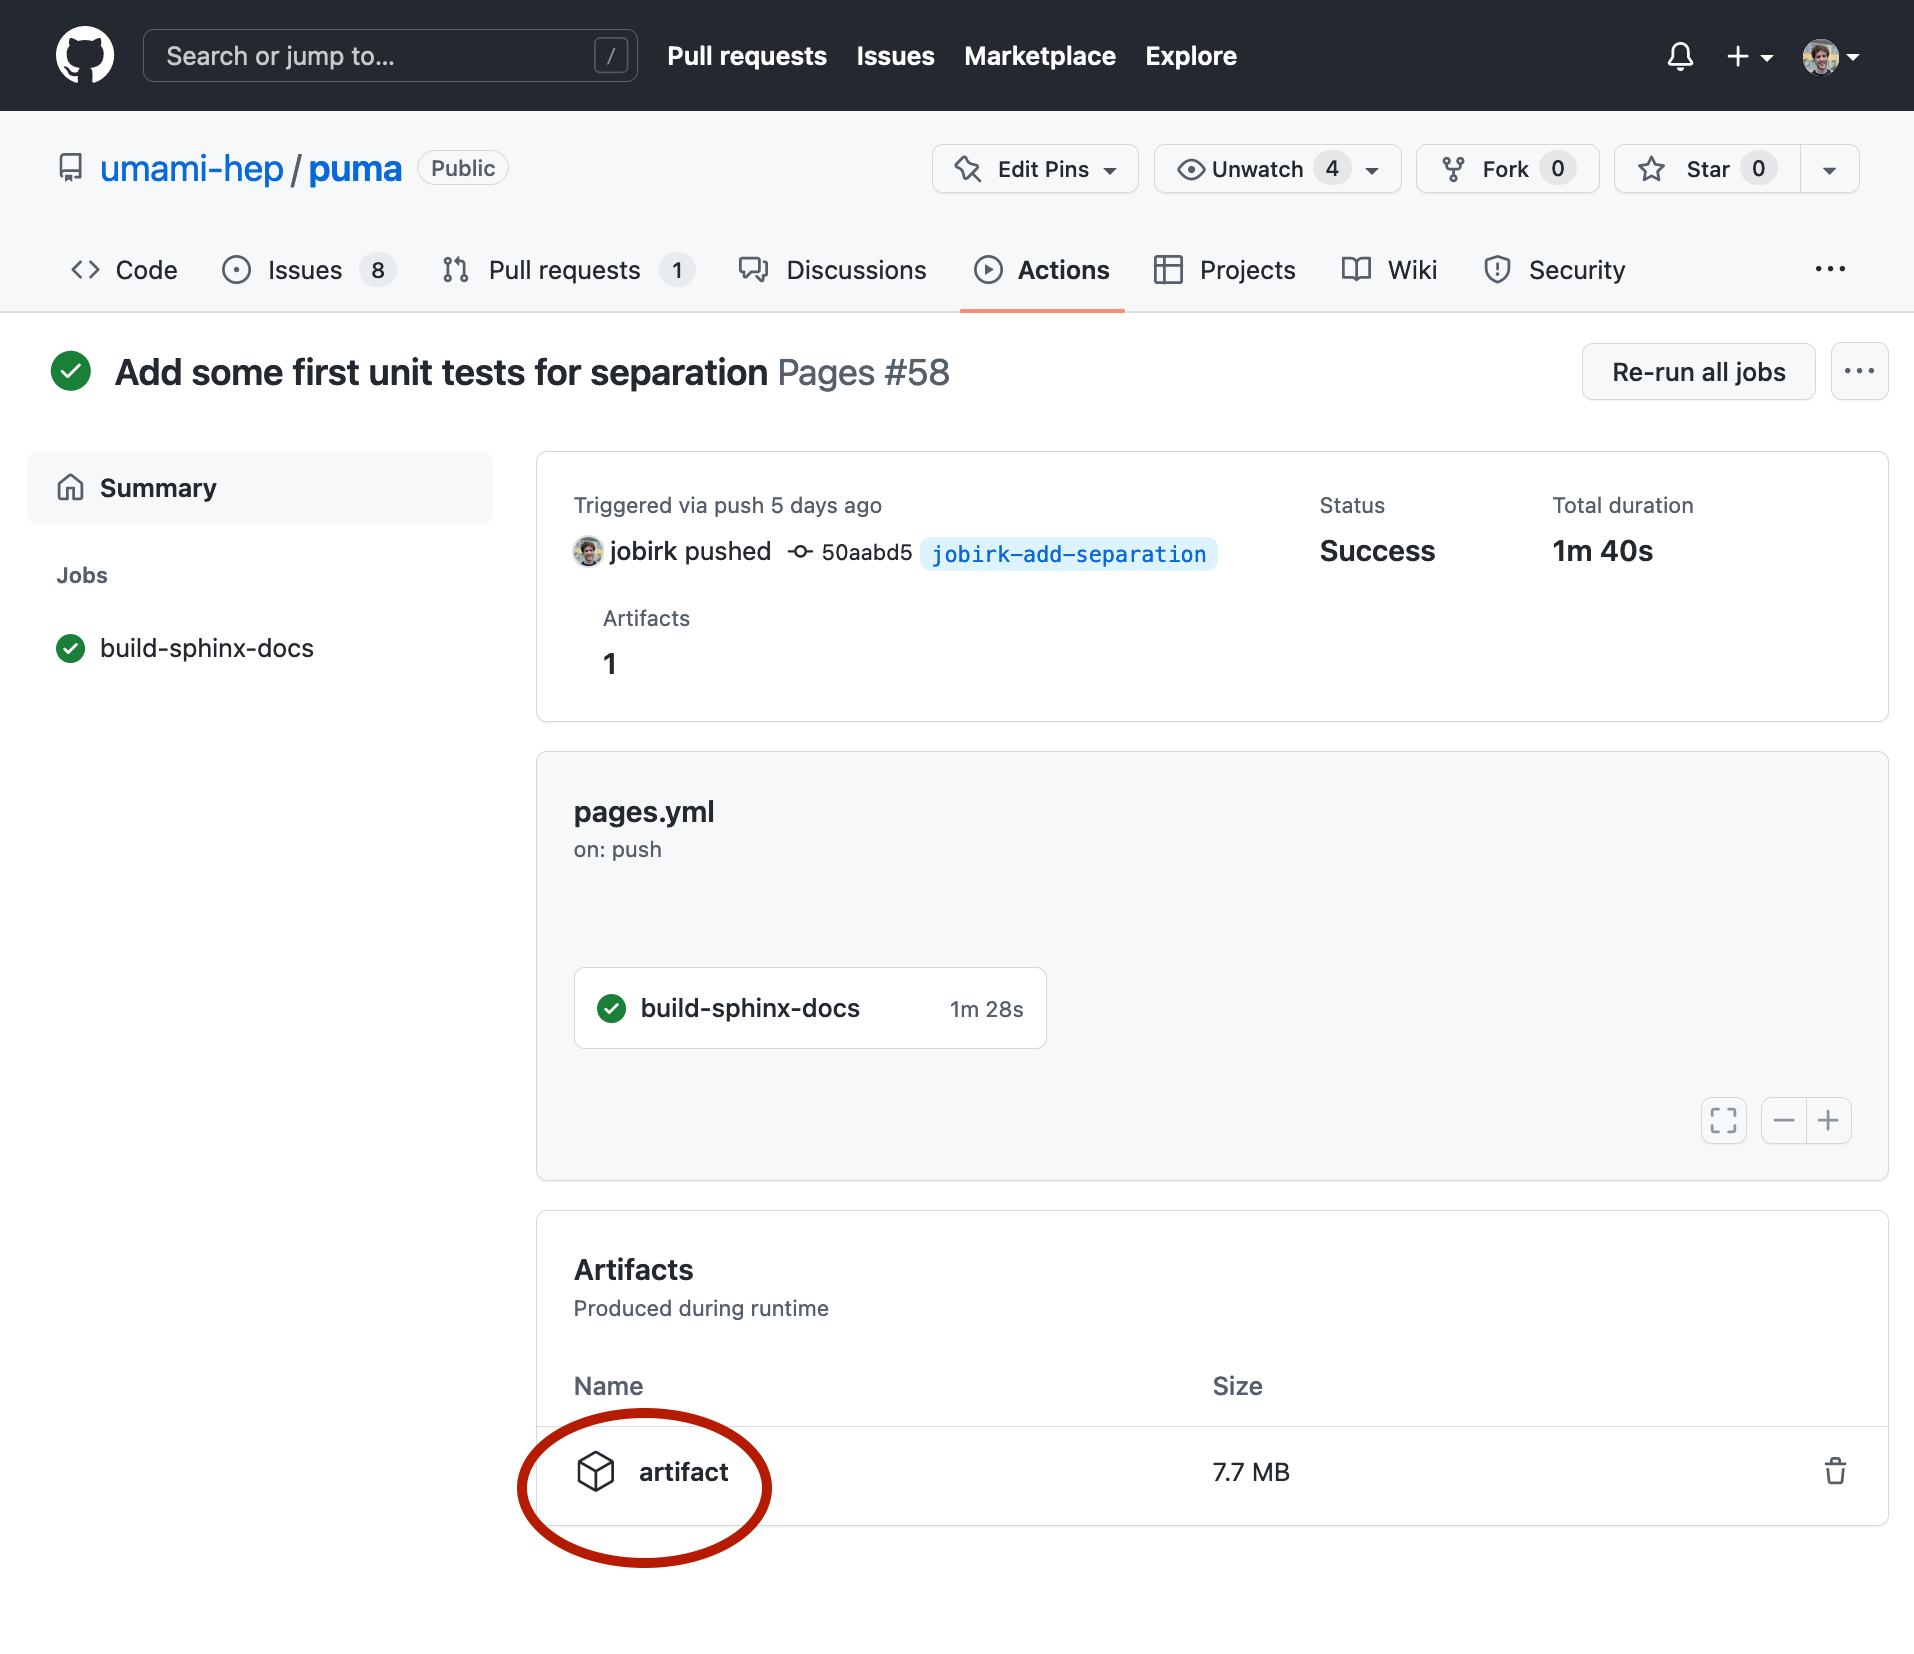 Search or jump to... /
Pull requests Issues Marketplace Explore
umami-hep / puma Public
Edit Pins Unwatch 4 Fork 0 Star 0
Code Issues 8 Pull requests 1 Discussions Actions Projects Wiki Security ...
Add some first unit tests for separation Pages #58
Re-run all jobs ...
Summary
Jobs
build-sphinx-docs
Triggered via push 5 days ago
jobirk pushed 50aabd5 jobirk-add-separation
Status
Success
Total duration
1m 40s
Artifacts
1
pages.yml
on: push
build-sphinx-docs 1m 28s
Artifacts
Produced during runtime
Name Size
artifact 7.7 MB